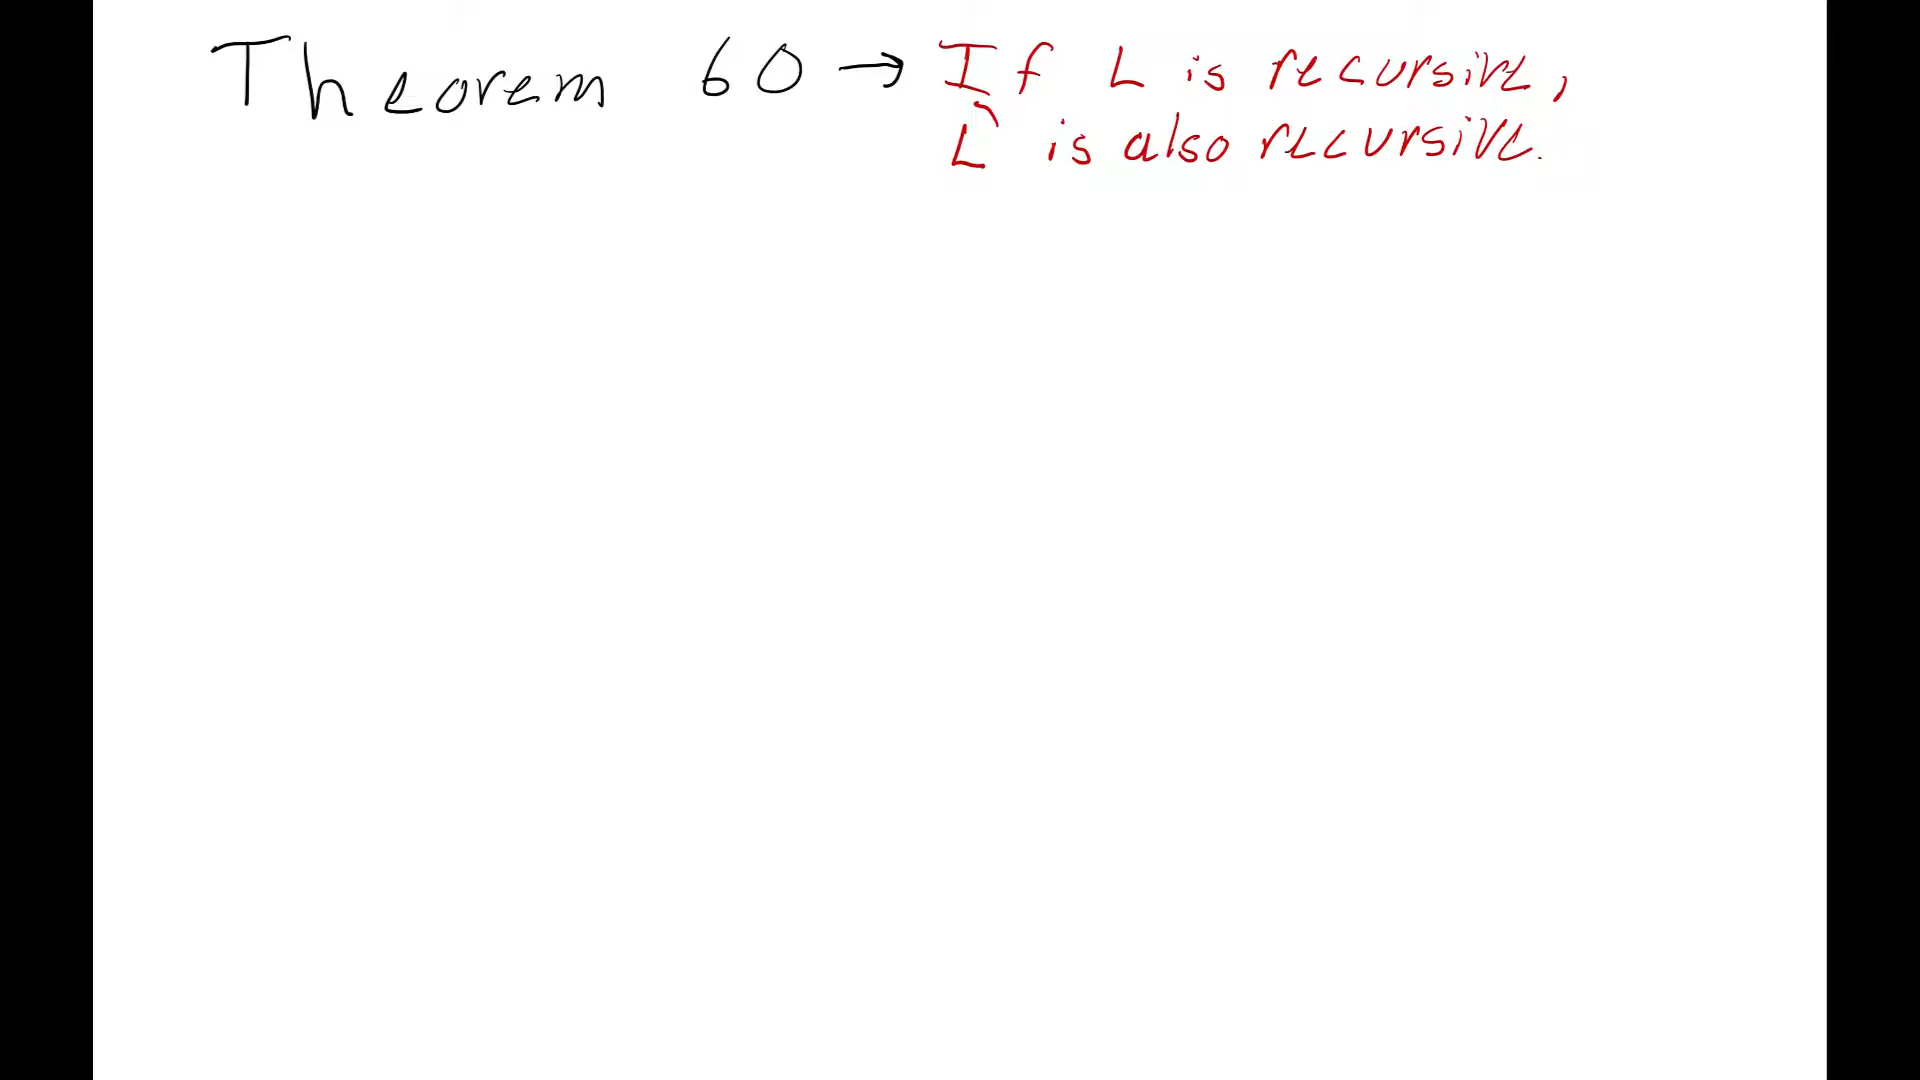 Theorem 60 → If L is recursive,
L' is also recursive.